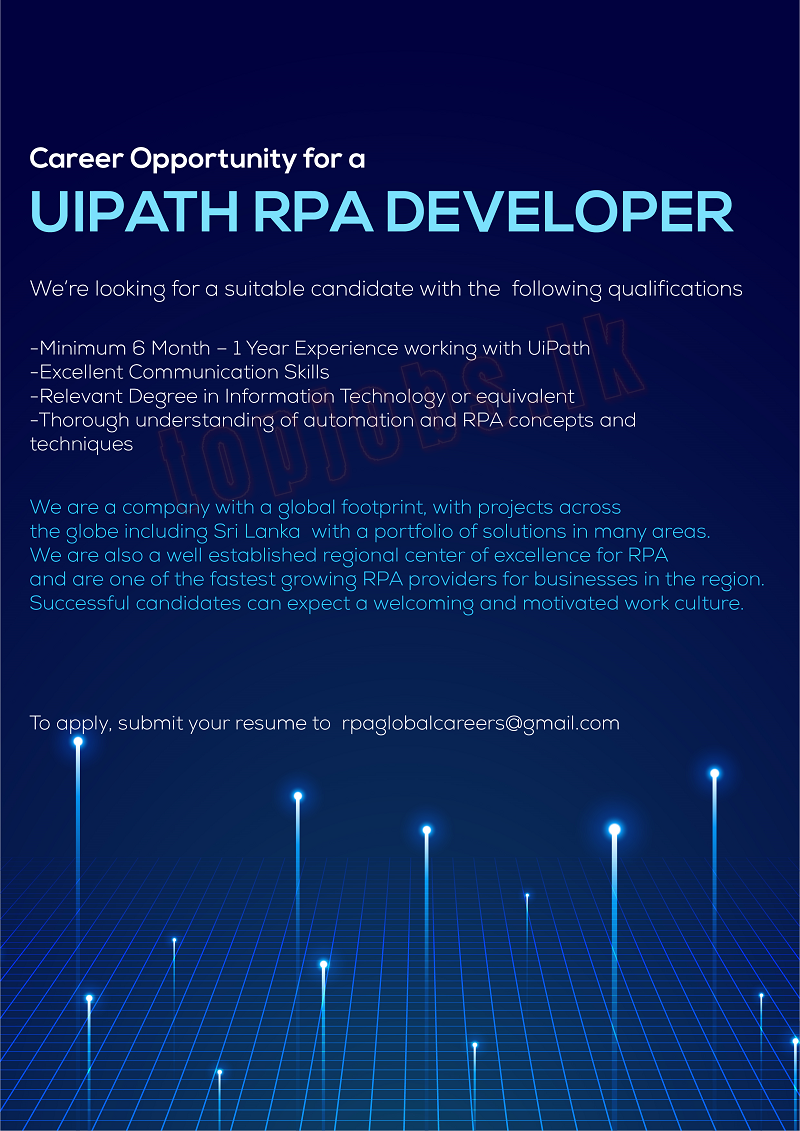 Career Opportunity for a
UIPATH RPA DEVELOPER
We're looking for a suitable candidate with the following qualifications
-Minimum 6 Month – 1 Year Experience working with UiPath
-Excellent Communication Skills
-Relevant Degree in Information Technology or equivalent
-Thorough understanding of automation and RPA concepts and
techniques
topjobs.lk
We are a company with a global footprint, with projects across
the globe including Sri Lanka with a portfolio of solutions in many areas.
We are also a well established regional center of excellence for RPA
and are one of the fastest growing RPA providers for businesses in the region.
Successful candidates can expect a welcoming and motivated work culture.
To apply, submit your resume to rpaglobalcareers@gmail.com